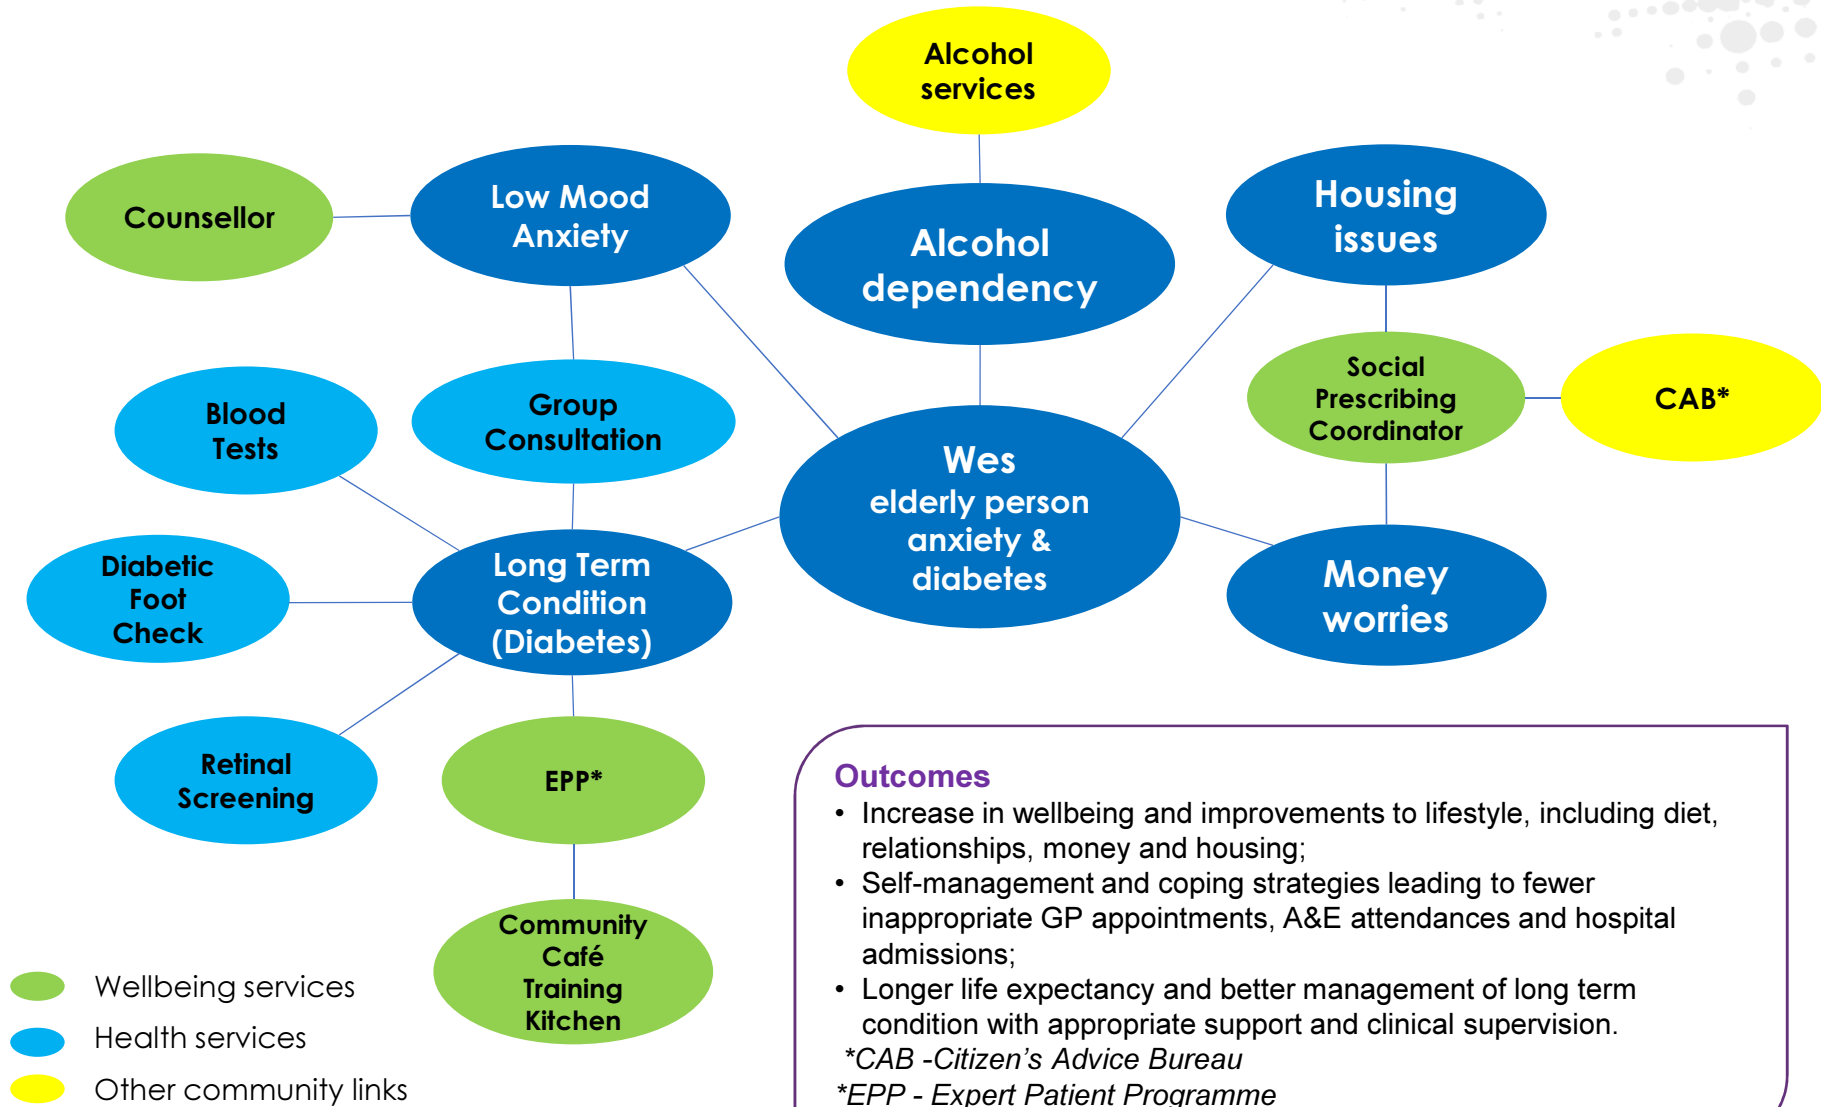 Alcohol
services
Counsellor
Low Mood
Anxiety
Alcohol
dependency
Housing
issues
Blood
Tests
Group
Consultation
Social
Prescribing
Coordinator
CAB*
Wes
elderly person
anxiety &
diabetes
Diabetic
Foot
Check
Long Term
Condition
(Diabetes)
Money
worries
Retinal
Screening
EPP*
Community
Café
Training
Kitchen
Wellbeing services
Health services
Other community links
Outcomes
• Increase in wellbeing and improvements to lifestyle, including diet,
relationships, money and housing;
• Self-management and coping strategies leading to fewer
inappropriate GP appointments, A&E attendances and hospital
admissions;
• Longer life expectancy and better management of long term
condition with appropriate support and clinical supervision.
*CAB -Citizen’s Advice Bureau
*EPP - Expert Patient Programme